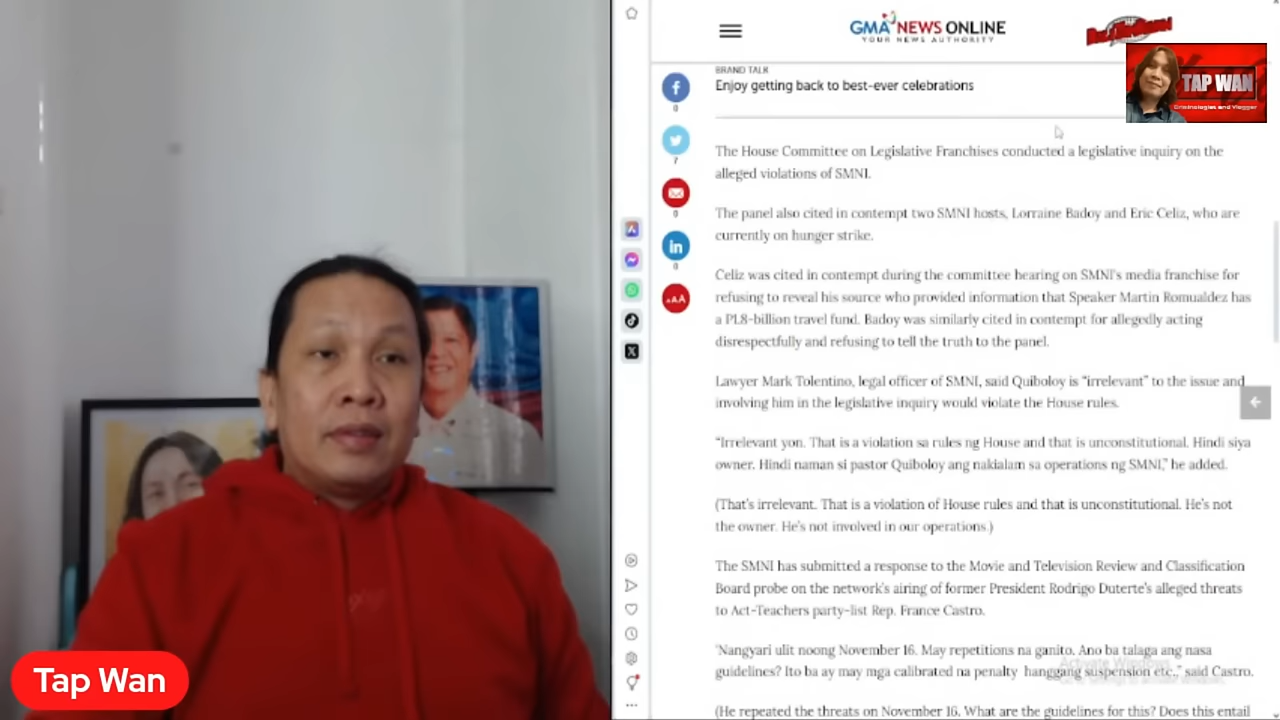 GMA NEWS ONLINE
YOUR NEWS AUTHORITY
TAP WAN
Criminologist and Vlogger
BRAND TALK
Enjoy getting back to best-ever celebrations
The House Committee on Legislative Franchises conducted a legislative inquiry on the
alleged violations of SMNI.
The panel also cited in contempt two SMNI hosts, Lorraine Badoy and Eric Celiz, who are
currently on hunger strike.
Celiz was cited in contempt during the committee hearing on SMNI's media franchise for
refusing to reveal his source who provided information that Speaker Martin Romualdez has
a P1.8-billion travel fund. Badoy was similarly cited in contempt for allegedly acting
disrespectfully and refusing to tell the truth to the panel.
Lawyer Mark Tolentino, legal officer of SMNI, said Quiboloy is “irrelevant” to the issue and
involving him in the legislative inquiry would violate the House rules.
“Irrelevant yon. That is a violation sa rules ng House and that is unconstitutional. Hindi siya
owner. Hindi naman si pastor Quiboloy ang nakialam sa operations ng SMNI,” he added.
(That's irrelevant. That is a violation of House rules and that is unconstitutional. He's not
the owner. He's not involved in our operations.)
The SMNI has submitted a response to the Movie and Television Review and Classification
Board probe on the network's airing of former President Rodrigo Duterte's alleged threats
to Act-Teachers party-list Rep. France Castro.
“Nangyari ulit noong November 16. May repetitions na ganito. Ano ba talaga ang nasa
guidelines? Ito ba ay may mga calibrated na penalty hanggang suspension etc.,” said Castro.
(He repeated the threats on November 16. What are the guidelines for this? Does this entail
f
0
7
0
in
0
AAA
Activate Windows
Tap Wan